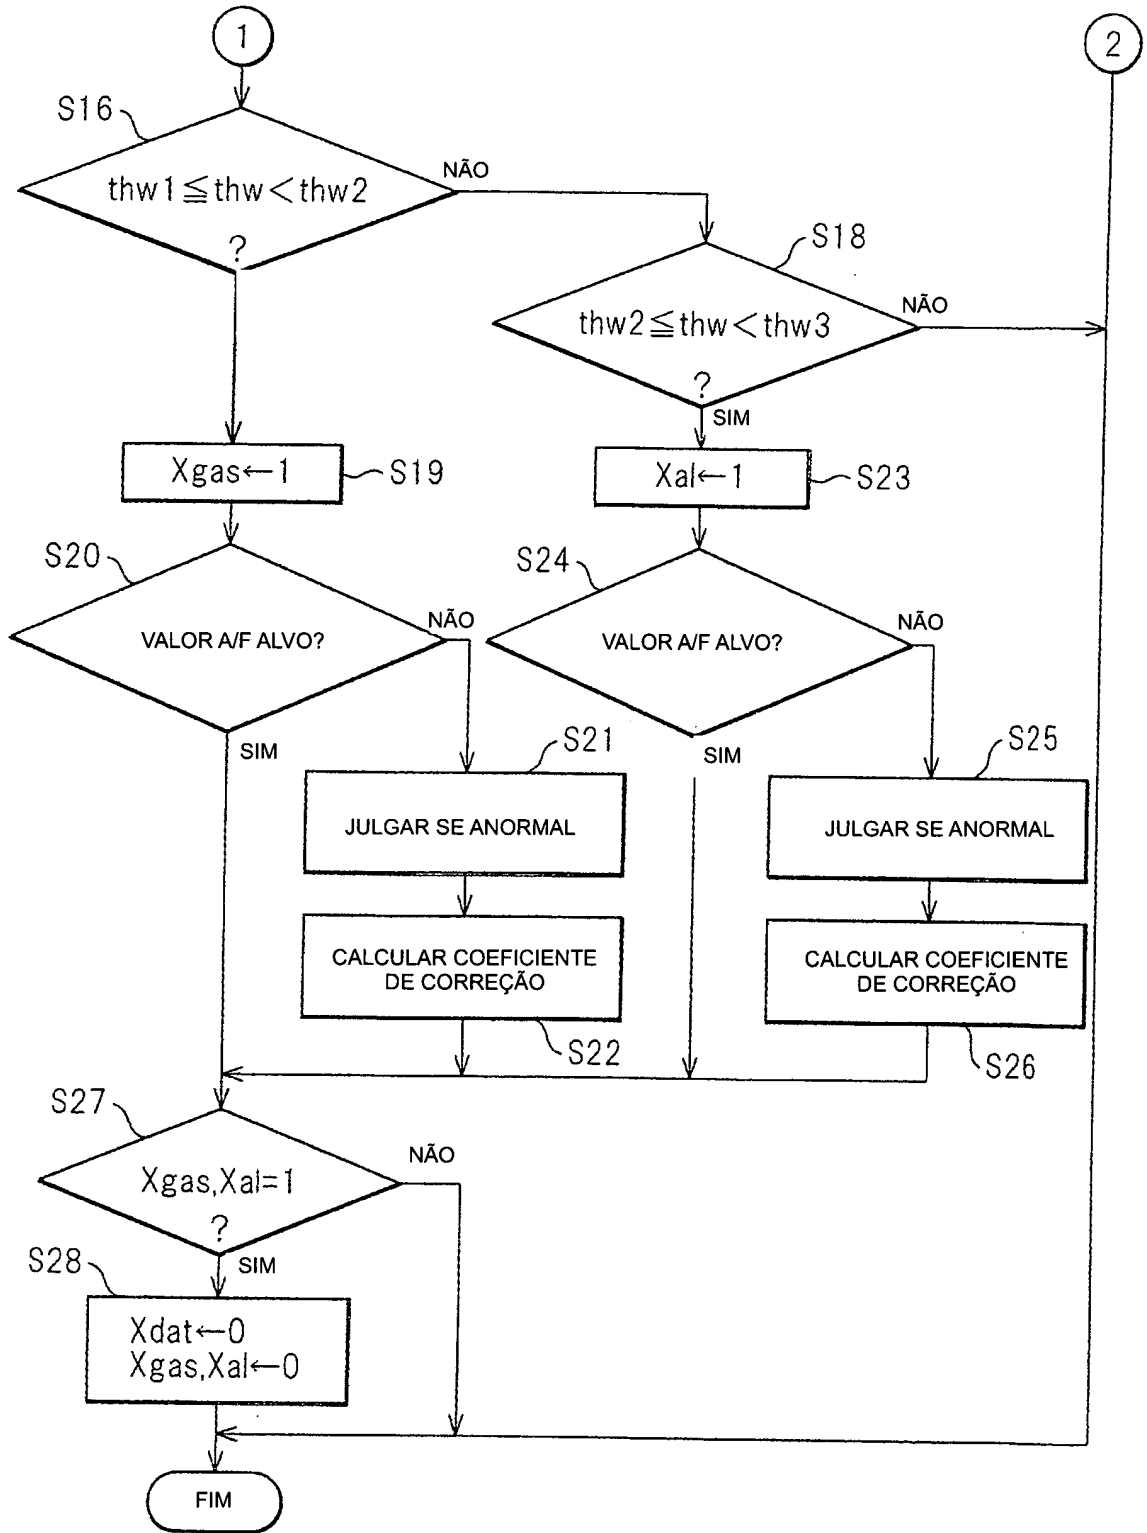 1
2
S16
thw1≦thw<thw2
?
NÃO
S18
thw2≦thw<thw3
?
NÃO
SIM
Xgas←1
S19
Xal←1
S23
S20
VALOR A/F ALVO?
NÃO
SIM
S24
VALOR A/F ALVO?
NÃO
SIM
S21
JULGAR SE ANORMAL
S25
JULGAR SE ANORMAL
CALCULAR COEFICIENTE
DE CORREÇÃO
S22
CALCULAR COEFICIENTE
DE CORREÇÃO
S26
S27
Xgas,Xal=1
?
NÃO
SIM
S28
Xdat←0
Xgas,Xal←0
FIM